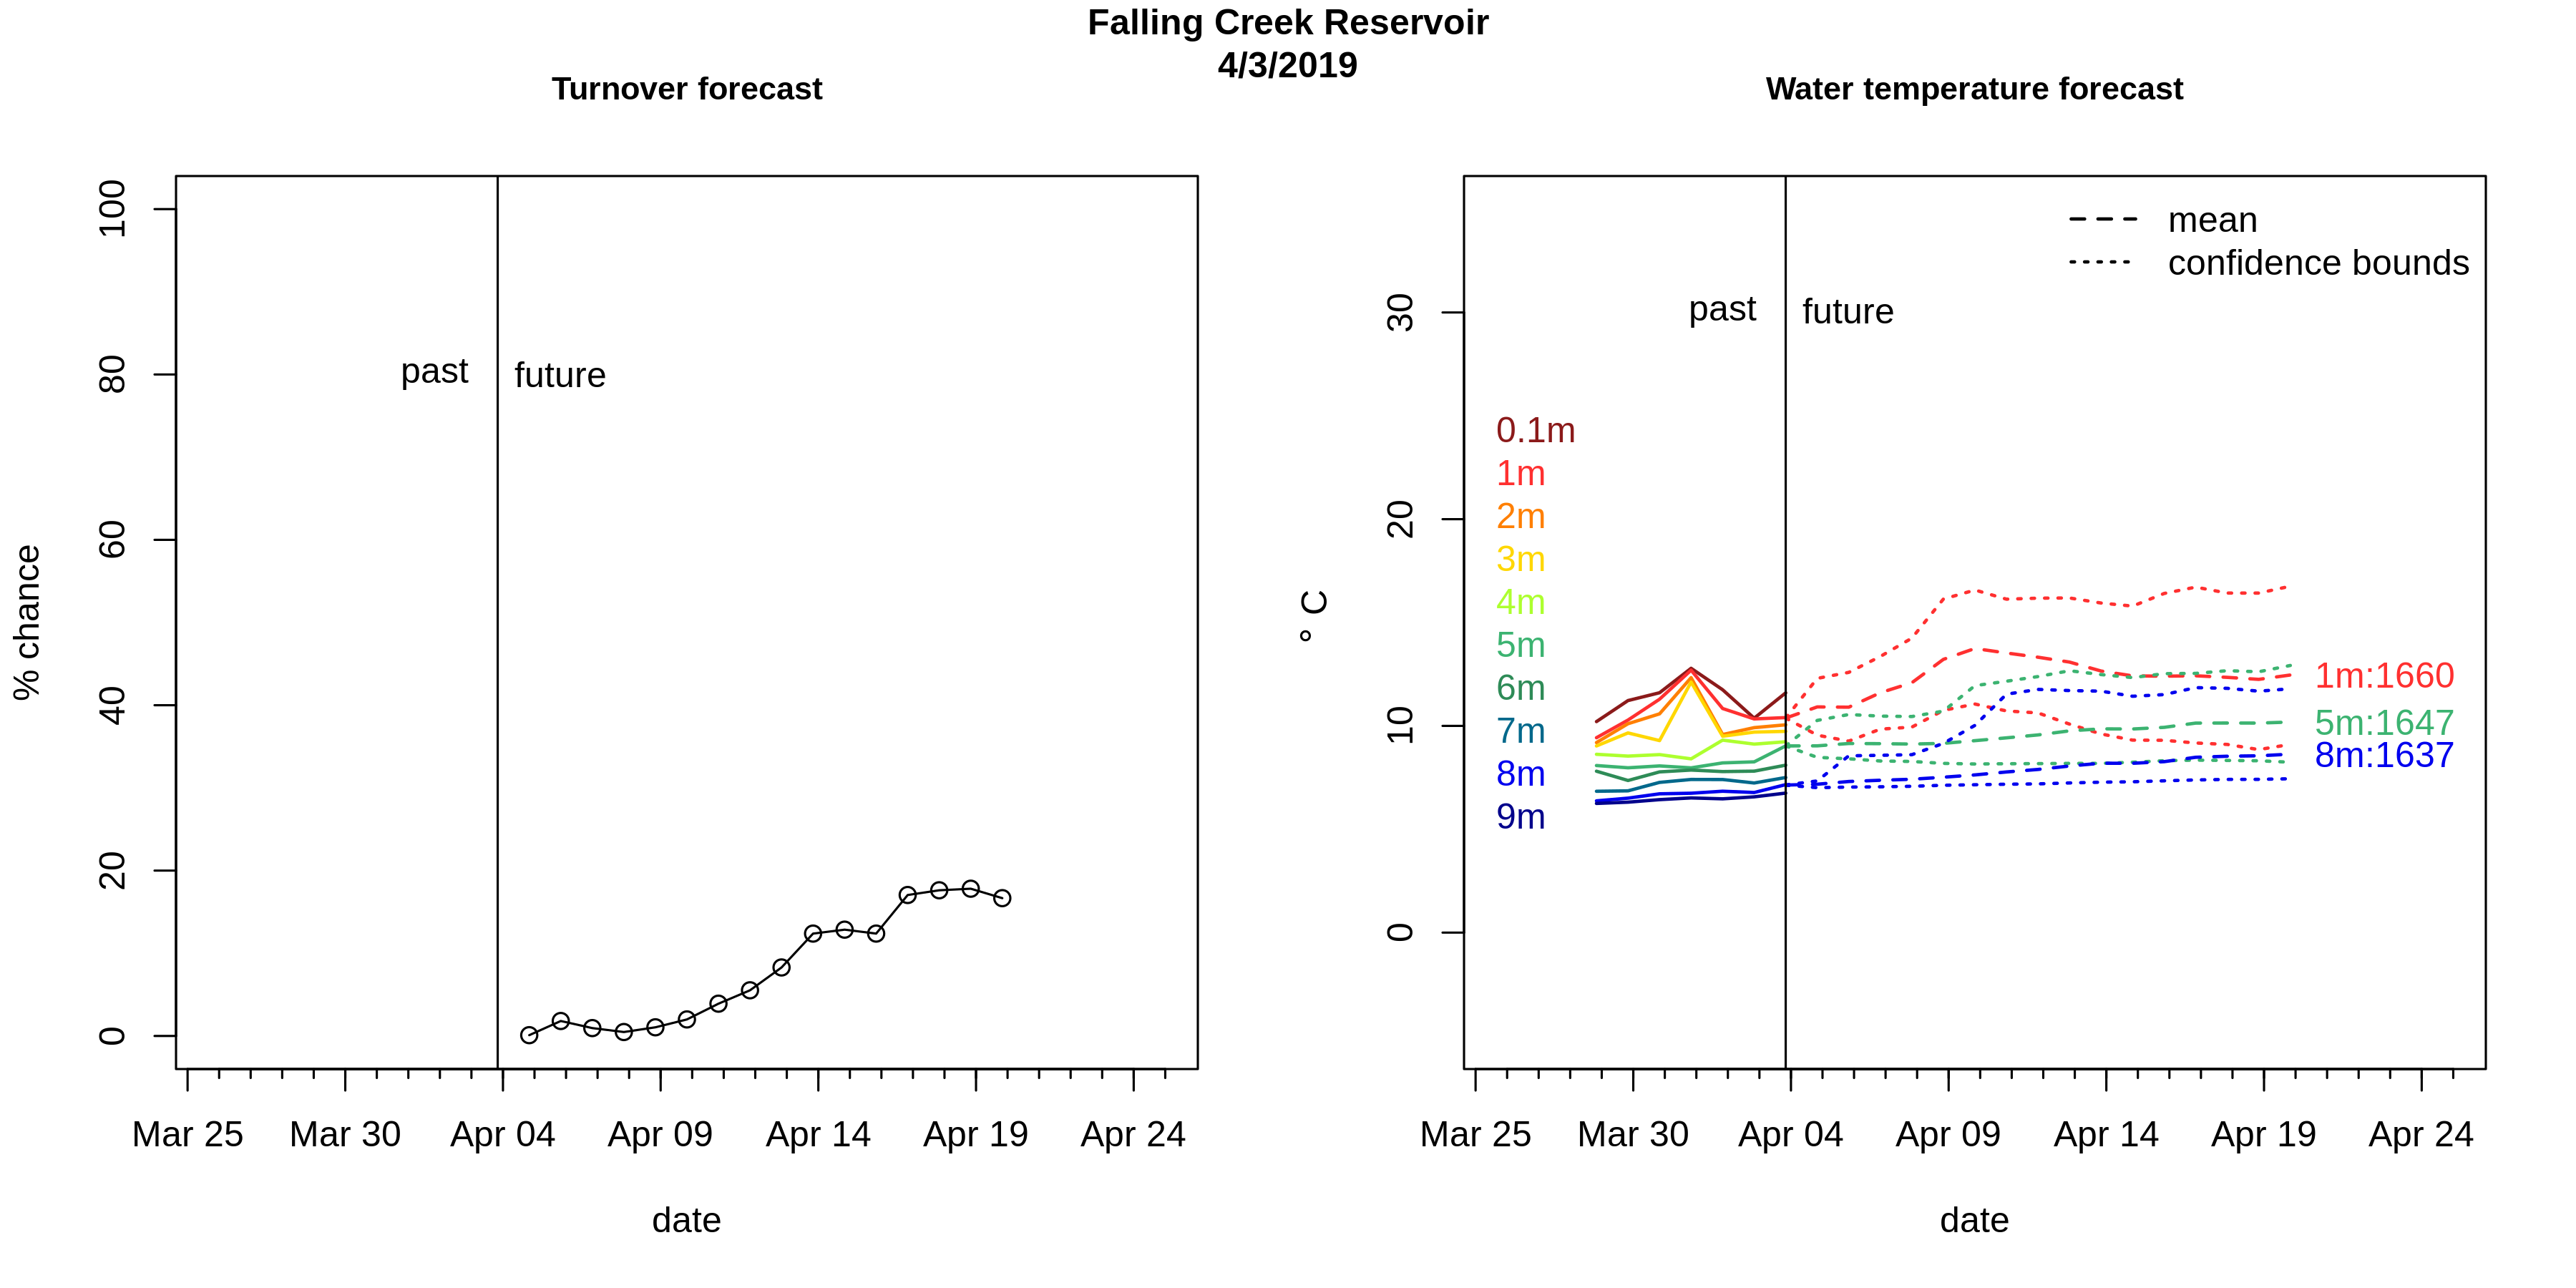 Falling Creek Reservoir
4/3/2019
Turnover forecast
% chance
100
80
60
40
20
0
past
future
Mar 25
Mar 30
Apr 04
Apr 09
Apr 14
Apr 19
Apr 24
date
Water temperature forecast
° C
30
20
10
0
past
future
mean
confidence bounds
0.1m
1m
2m
3m
4m
5m
6m
7m
8m
9m
1m:1660
5m:1647
8m:1637
Mar 25
Mar 30
Apr 04
Apr 09
Apr 14
Apr 19
Apr 24
date